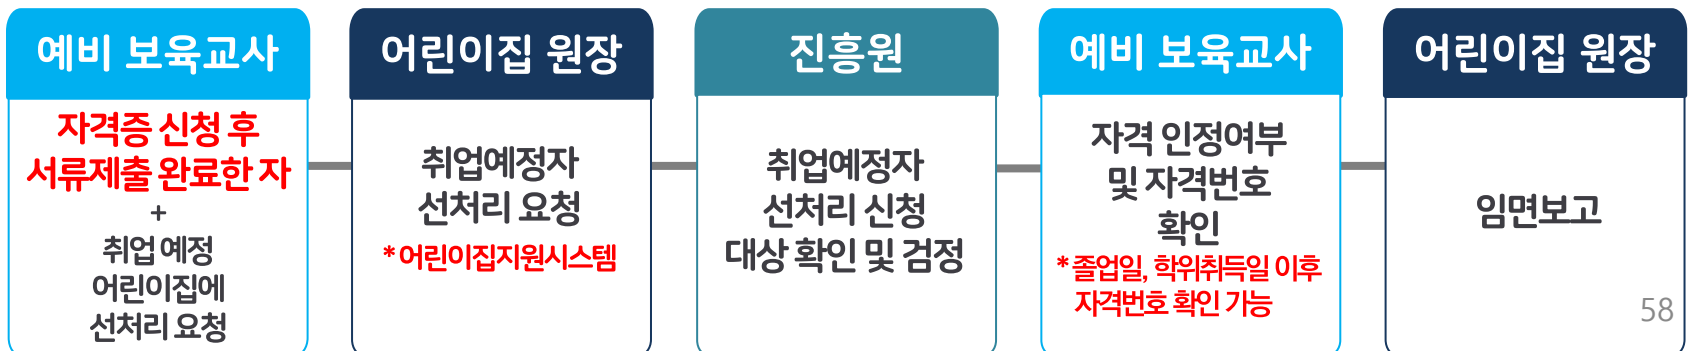 예비 보육교사
자격증 신청 후
서류제출 완료한 자
+
취업 예정
어린이집에
선처리 요청
어린이집 원장
취업예정자
선처리 요청
*어린이집지원시스템
진흥원
취업예정자
선처리 신청
대상 확인 및 검정
예비 보육교사
자격 인정여부
및 자격번호
확인
*졸업일, 학위취득일 이후
자격번호 확인 가능
어린이집 원장
임면보고
58